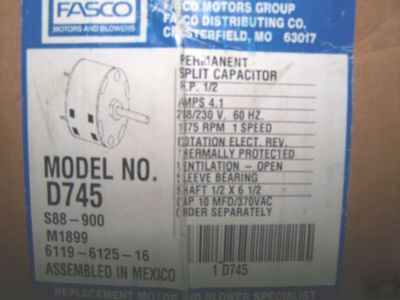 FASCO
MOTORS AND BLOWERS
FASCO MOTORS GROUP
FASCO DISTRIBUTING CO.
CHESTERFIELD, MO 63017
PERMANENT
SPLIT CAPACITOR
H.P. 1/2
AMPS 4.1
208/230 V. 60 HZ.
1075 RPM 1 SPEED
ROTATION ELECT. REV.
THERMALLY PROTECTED
VENTILATION - OPEN
SLEEVE BEARING
SHAFT 1/2 X 6 1/2
CAP 10 MFD/370VAC
ORDER SEPARATELY
MODEL NO.
D745
S88-900
M1899
6119-6125-16
ASSEMBLED IN MEXICO
1 D745
REPLACEMENT MOTOR AND BLOWER SPECIALIST